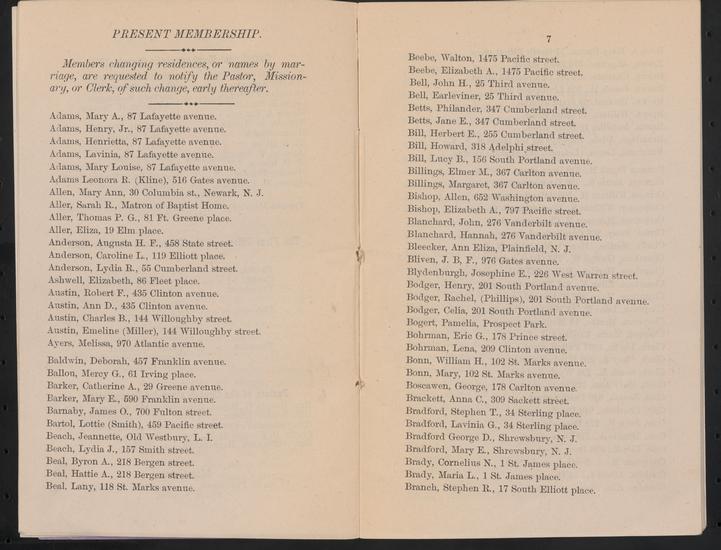 PRESENT MEMBERSHIP.
Members changing residences, or names by mar-
riage, are requested to notify the Pastor, Mission-
ary, or Clerk, of such change, early thereafter.
Adams, Mary A., 87 Lafayette avenue.
Adams, Henry, Jr., 87 Lafayette avenue.
Adams, Henrietta, 87 Lafayette avenue.
Adams, Lavinia, 87 Lafayette avenue.
Adams, Mary Louise, 87 Lafayette avenue.
Adams Leonora R. (Kline), 516 Gates avenue.
Allen, Mary Ann, 30 Columbia st., Newark, N. J.
Aller, Sarah R., Matron of Baptist Home.
Aller, Thomas P. G., 81 Ft. Greene place.
Aller, Eliza, 19 Elm place.
Anderson, Augusta H. F., 458 State street.
Anderson, Caroline L., 119 Elliott place.
Anderson, Lydia R., 55 Cumberland street.
Ashwell, Elizabeth, 86 Fleet place.
Austin, Robert F., 435 Clinton avenue.
Austin, Ann D., 435 Clinton avenue.
Austin, Charles B., 144 Willoughby street.
Austin, Emeline (Miller), 144 Willoughby street.
Ayers, Melissa, 970 Atlantic avenue.
Baldwin, Deborah, 457 Franklin avenue.
Ballon, Mercy G., 61 Irving place.
Barker, Catherine A., 29 Greene avenue.
Barker, Mary E., 590 Franklin avenue.
Barnaby, James O., 700 Fulton street.
Bartol, Lottie (Smith), 459 Pacific street.
Beach, Jeannette, Old Westbury, L. I.
Beach, Lydia J., 157 Smith street.
Beal, Byron A., 218 Bergen street.
Beal, Hattie A., 218 Bergen street.
Beal, Lany, 118 St. Marks avenue.
7
Beebe, Walton, 1475 Pacific street.
Beebe, Elizabeth A., 1475 Pacific street.
Bell, John H., 25 Third avenue.
Bell, Earleviner, 25 Third avenue.
Betts, Philander, 347 Cumberland street.
Betts, Jane E., 347 Cumberland street.
Bill, Herbert E., 255 Cumberland street.
Bill, Howard, 318 Adelphi street.
Bill, Lucy B., 156 South Portland avenue.
Billings, Elmer M., 367 Carlton avenue.
Billings, Margaret, 367 Carlton avenue.
Bishop, Allen, 652 Washington avenue.
Bishop, Elizabeth A., 797 Pacific street.
Blanchard, John, 276 Vanderbilt avenue.
Blanchard, Hannah, 276 Vanderbilt avenue.
Bleecker, Ann Eliza, Plainfield, N. J.
Bliven, J. B, F., 976 Gates avenue.
Blydenburgh, Josephine E., 226 West Warren street.
Bodger, Henry, 201 South Portland avenue.
Bodger, Rachel, (Phillips), 201 South Portland avenue.
Bodger, Celia, 201 South Portland avenue.
Bogert, Pamelia, Prospect Park.
Bohrman, Eric G., 178 Prince street.
Bohrman, Lena, 209 Clinton avenue.
Bonn, William H., 102 St. Marks avenue.
Bonn, Mary, 102 St. Marks avenue.
Boscawen, George, 178 Carlton avenue.
Brackett, Anna C., 309 Sackett street.
Bradford, Stephen T., 34 Sterling place.
Bradford, Lavinia G., 34 Sterling place.
Bradford George D., Shrewsbury, N. J.
Bradford, Mary E., Shrewsbury, N. J.
Brady, Cornelius N., 1 St. James place.
Brady, Maria L., 1 St. James place.
Branch, Stephen R., 17 South Elliott place.